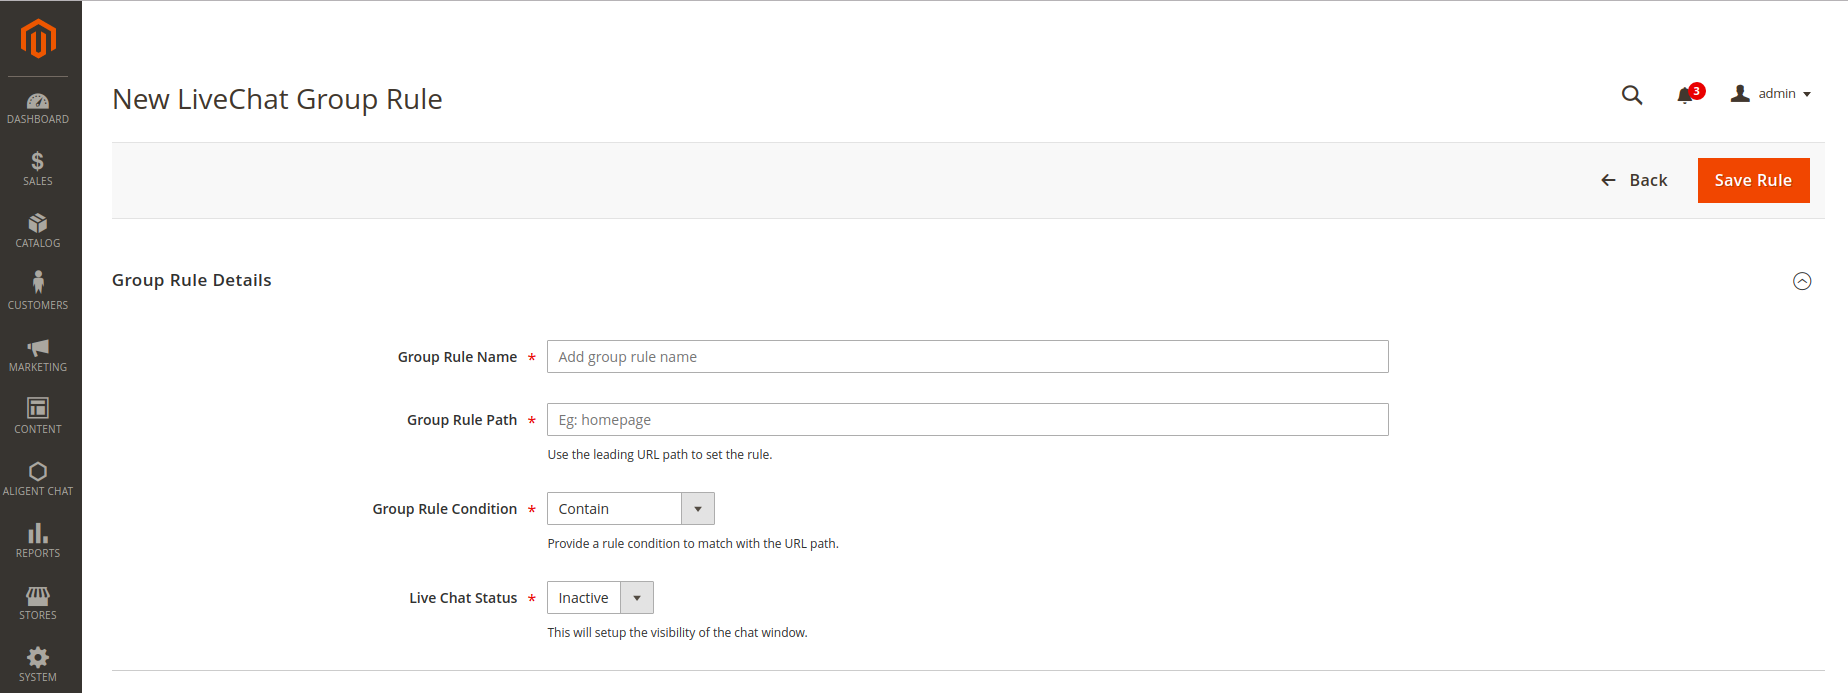 DASHBOARD
SALES
CATALOG
CUSTOMERS
MARKETING
CONTENT
ALIGENT CHAT
REPORTS
STORES
SYSTEM
New LiveChat Group Rule
3
admin
Back
Save Rule
Group Rule Details
Group Rule Name * Add group rule name
Group Rule Path * Eg: homepage
Use the leading URL path to set the rule.
Group Rule Condition * Contain
Provide a rule condition to match with the URL path.
Live Chat Status * Inactive
This will setup the visibility of the chat window.